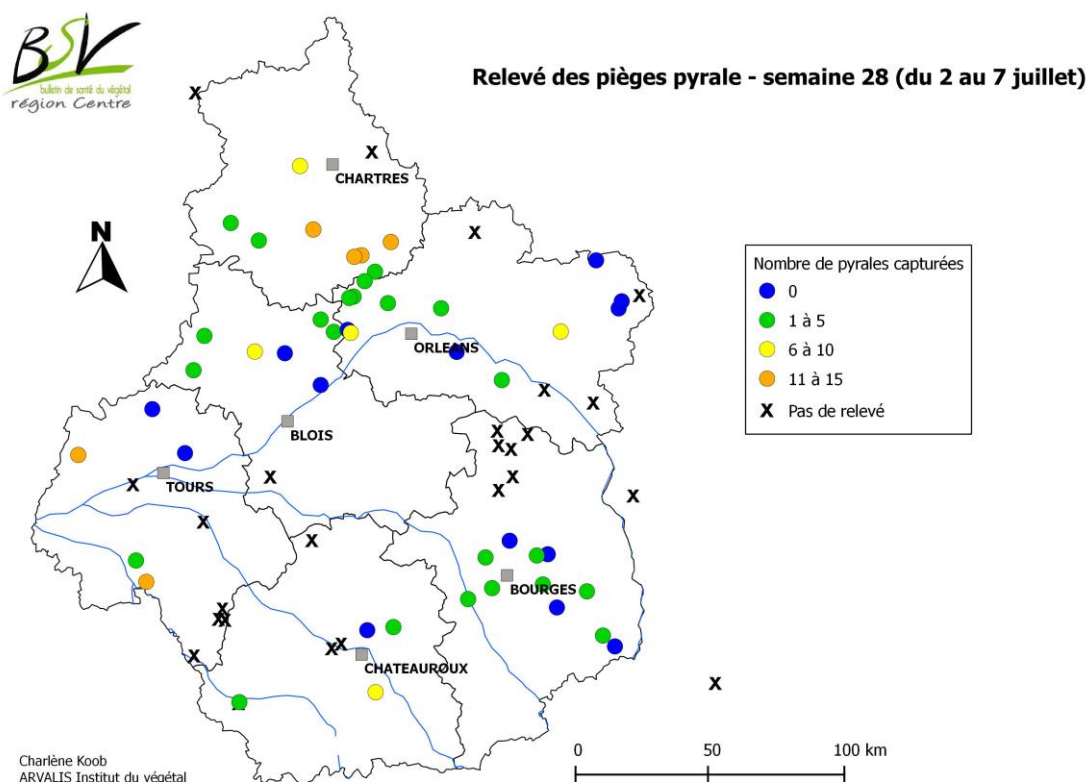 BSV
bulletin de santé du végétal
région Centre
Relevé des pièges pyrale - semaine 28 (du 2 au 7 juillet)
X
X
CHARTRES
N
X
Nombre de pyrales capturées
0
1 à 5
6 à 10
11 à 15
X Pas de relevé
X
ORLEANS
X
X
BLOIS
X X
X X
X
X
X
X
TOURS
X
X
X
X
BOURGES
X
X X
X
X X
CHATEAUROUX
X
0 50 100 km
Charlène Koob
ARVALIS Institut du végétal